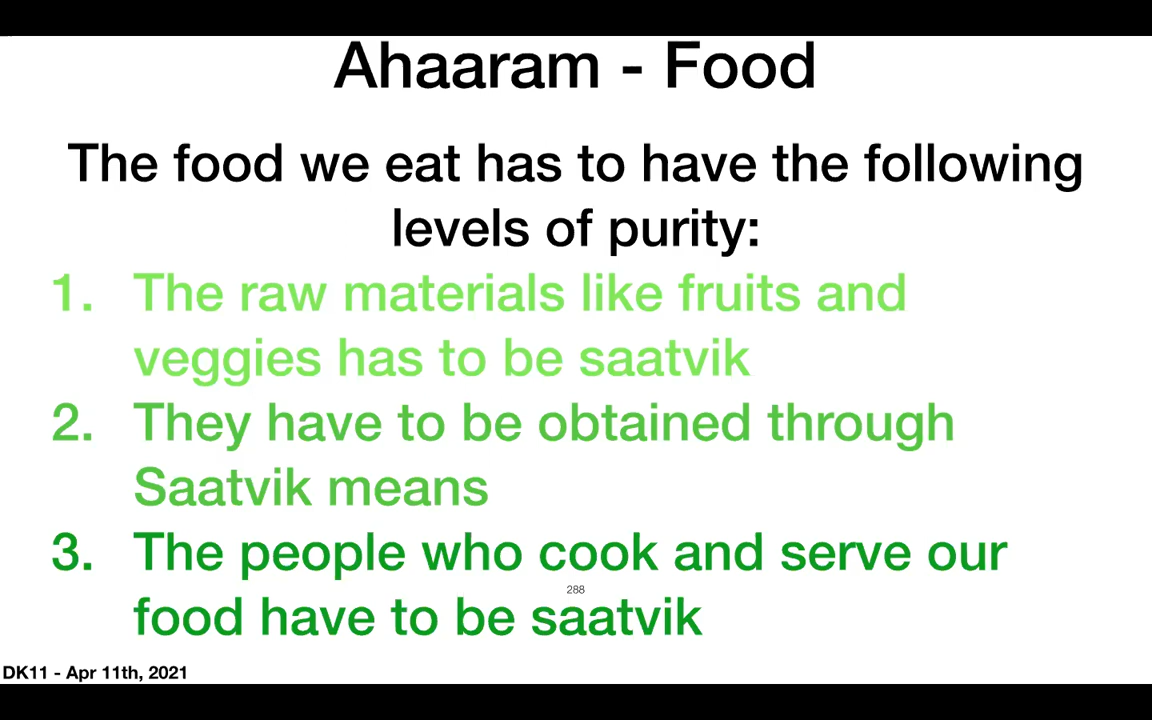 Ahaaram - Food
The food we eat has to have the following
levels of purity:
1. The raw materials like fruits and
veggies has to be saatvik
2. They have to be obtained through
Saatvik means
3. The people who cook and serve our
288
food have to be saatvik
DK11 - Apr 11th, 2021